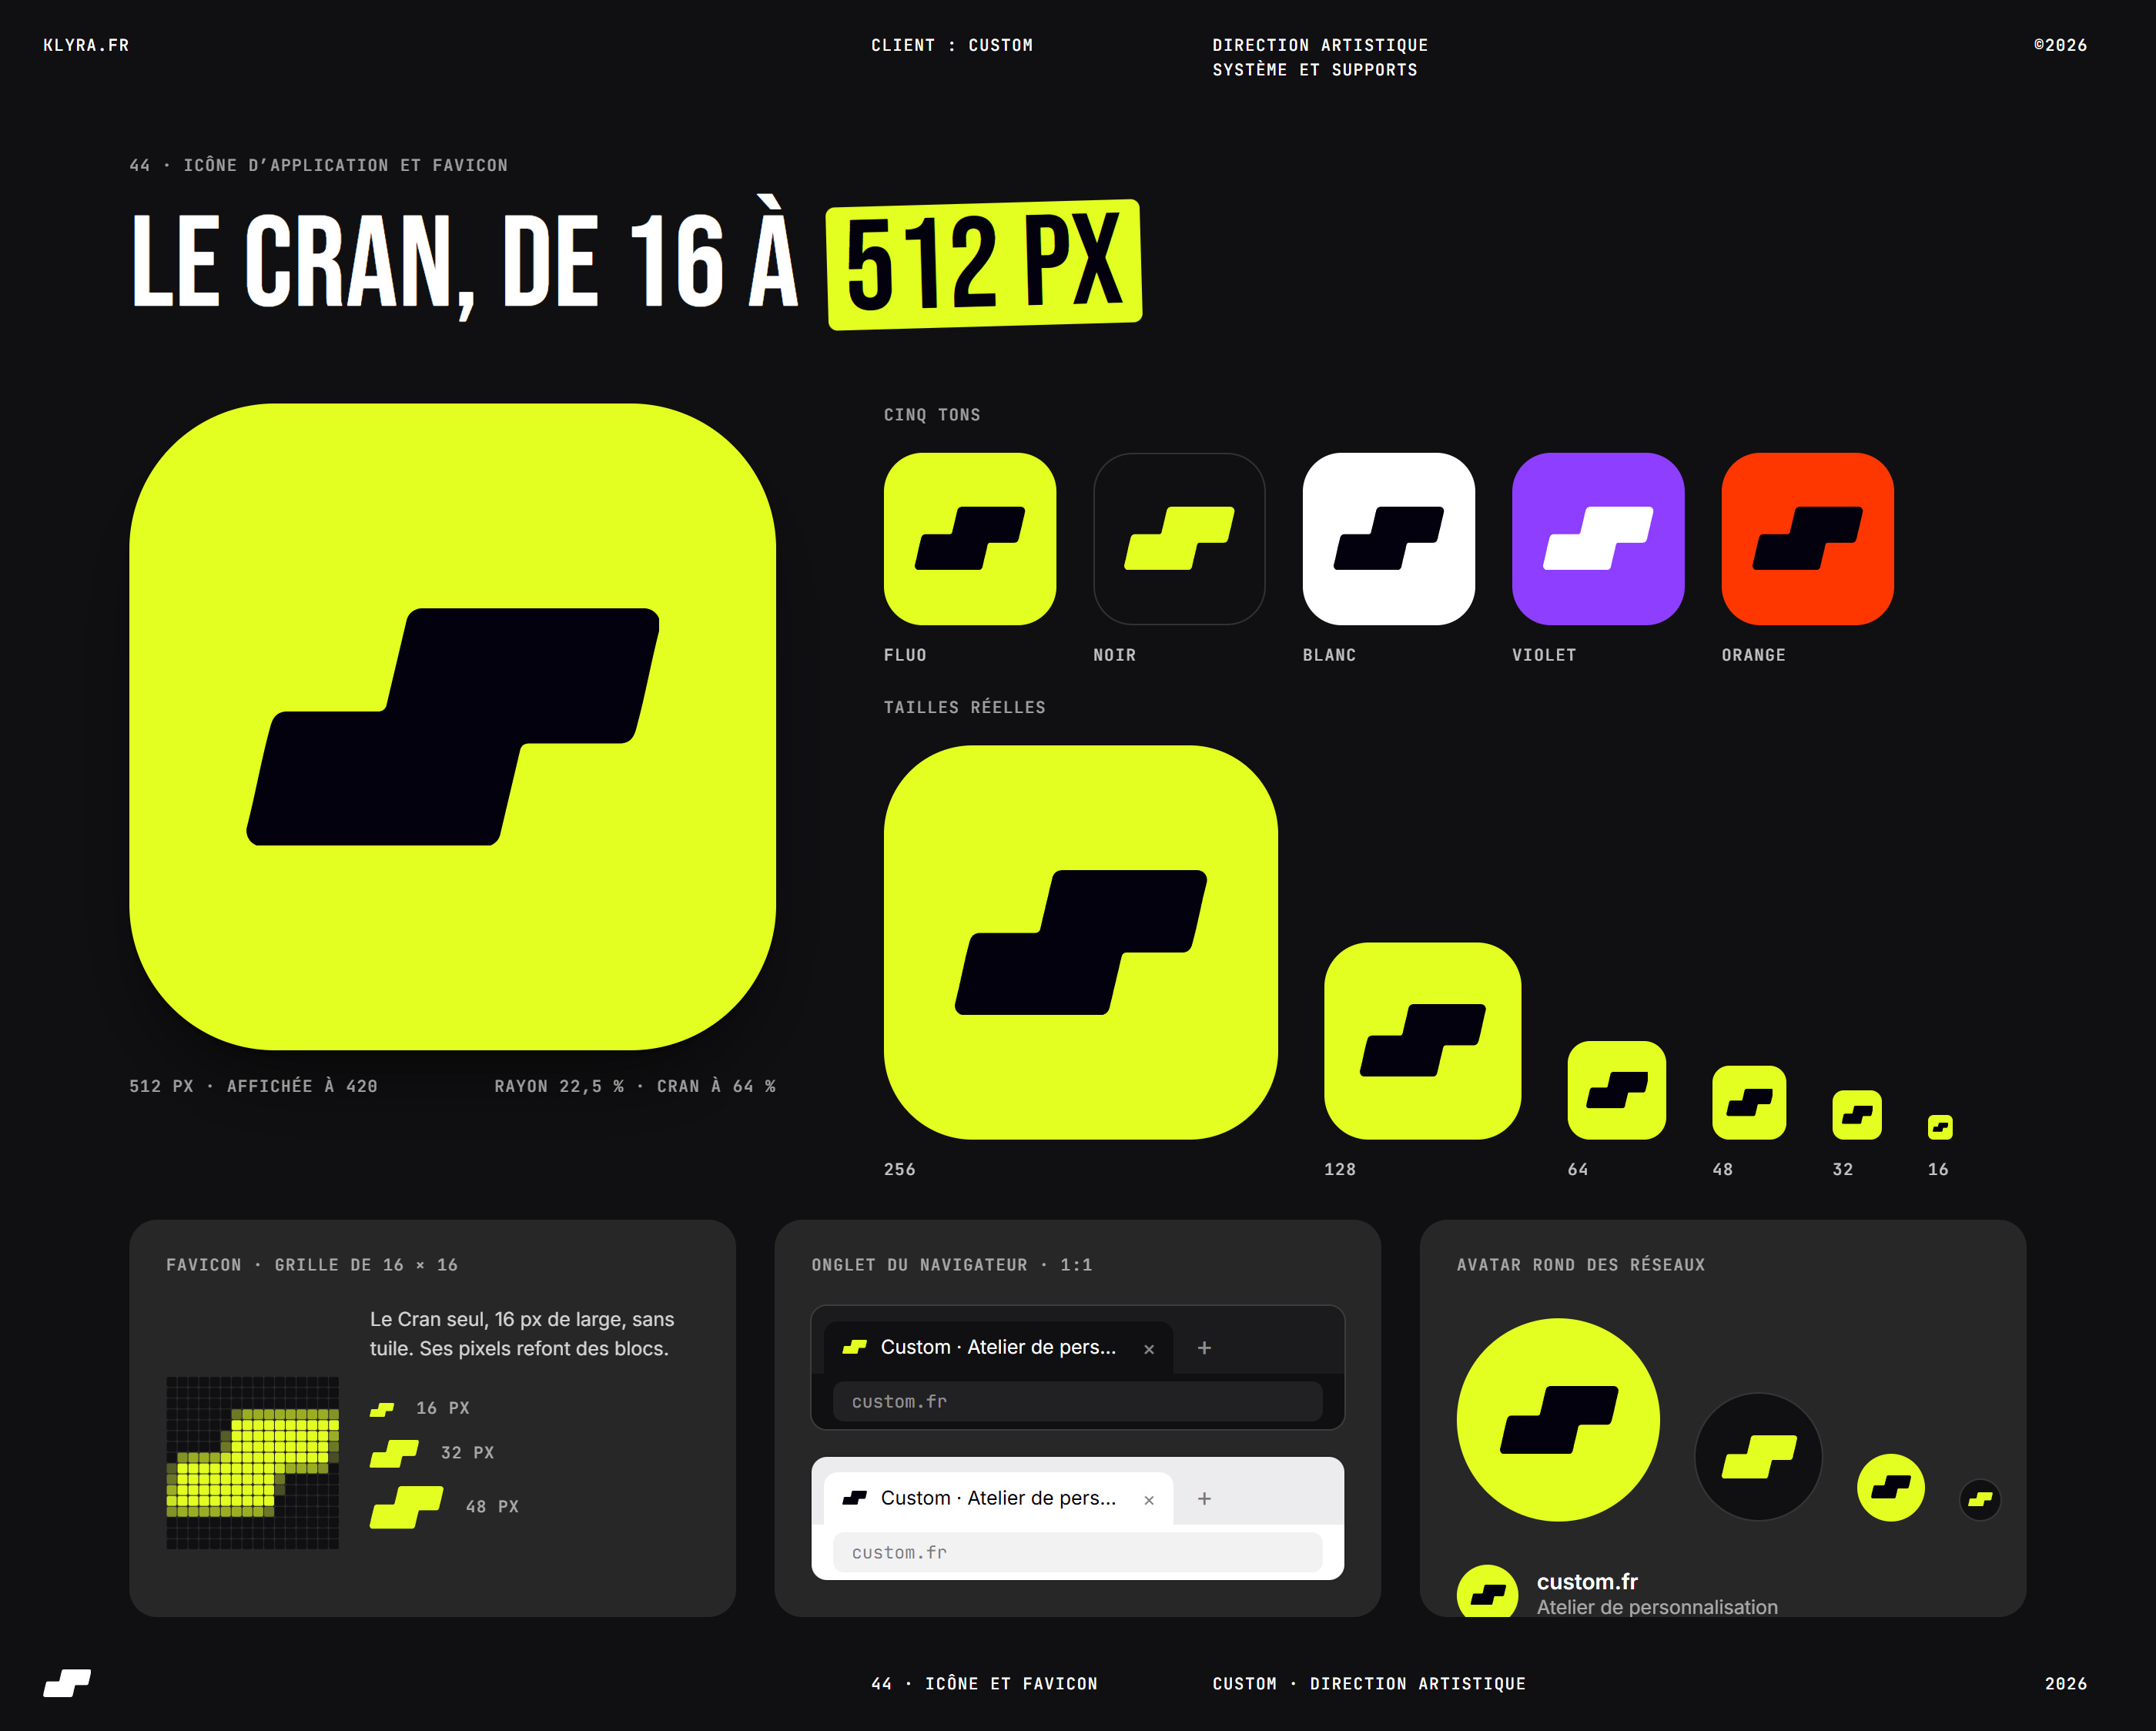 KLYRA.FR
CLIENT : CUSTOM
DIRECTION ARTISTIQUE
SYSTÈME ET SUPPORTS
©2026
44 · ICÔNE D’APPLICATION ET FAVICON
LE CRAN, DE 16 À 512 PX
CINQ TONS
FLUO
NOIR
BLANC
VIOLET
ORANGE
TAILLES RÉELLES
512 PX · AFFICHÉE À 420
RAYON 22,5 % · CRAN À 64 %
256
128
64
48
32
16
FAVICON · GRILLE DE 16 × 16
Le Cran seul, 16 px de large, sans
tuile. Ses pixels refont des blocs.
16 PX
32 PX
48 PX
ONGLET DU NAVIGATEUR · 1:1
Custom · Atelier de pers... × +
custom.fr
Custom · Atelier de pers... × +
custom.fr
AVATAR ROND DES RÉSEAUX
custom.fr
Atelier de personnalisation
44 · ICÔNE ET FAVICON
CUSTOM · DIRECTION ARTISTIQUE
2026